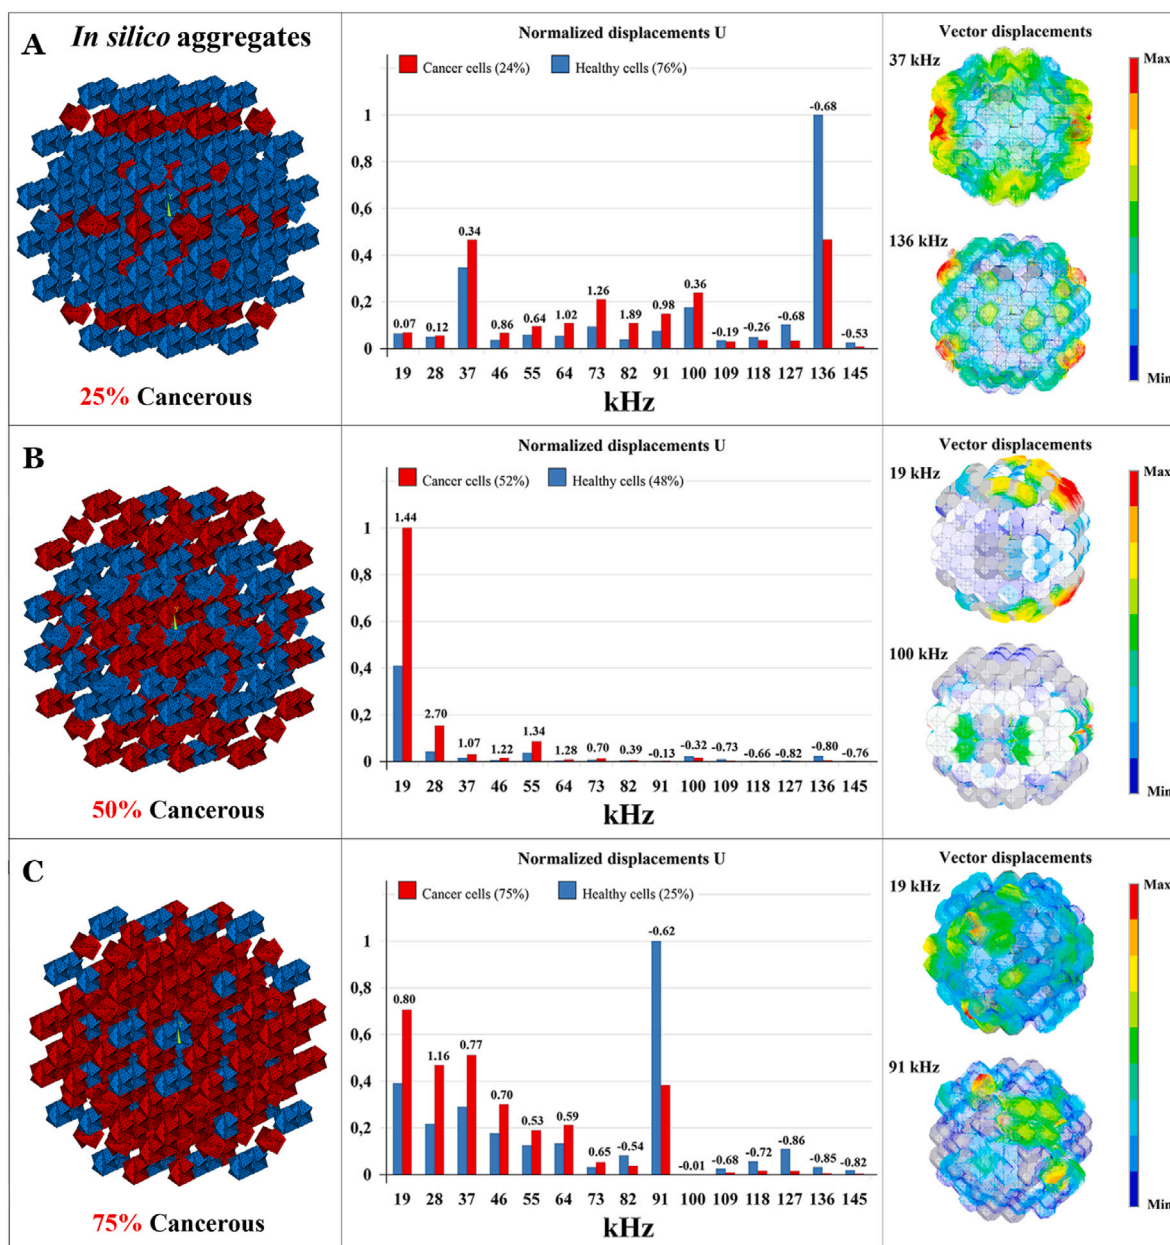 A
In silico aggregates
25% Cancerous
Normalized displacements U
Cancer cells (24%) Healthy cells (76%)
1
0,8
0,6
0,4
0,2
0
0.07 0.12 0.34 0.86 0.64 1.02 1.26 1.89 0.98 0.36 -0.19 -0.26 -0.68 -0.68 -0.53
19 28 37 46 55 64 73 82 91 100 109 118 127 136 145
kHz
Vector displacements
37 kHz
136 kHz
Max
Min
B
50% Cancerous
Normalized displacements U
Cancer cells (52%) Healthy cells (48%)
1
0,8
0,6
0,4
0,2
0
1.44 2.70 1.07 1.22 1.34 1.28 0.70 0.39 -0.13 -0.32 -0.73 -0.66 -0.82 -0.80 -0.76
19 28 37 46 55 64 73 82 91 100 109 118 127 136 145
kHz
Vector displacements
19 kHz
100 kHz
Max
Min
C
75% Cancerous
Normalized displacements U
Cancer cells (75%) Healthy cells (25%)
1
0,8
0,6
0,4
0,2
0
0.80 1.16 0.77 0.70 0.53 0.59 0.65 -0.54 -0.62 -0.01 -0.68 -0.72 -0.86 -0.85 -0.82
19 28 37 46 55 64 73 82 91 100 109 118 127 136 145
kHz
Vector displacements
19 kHz
91 kHz
Max
Min